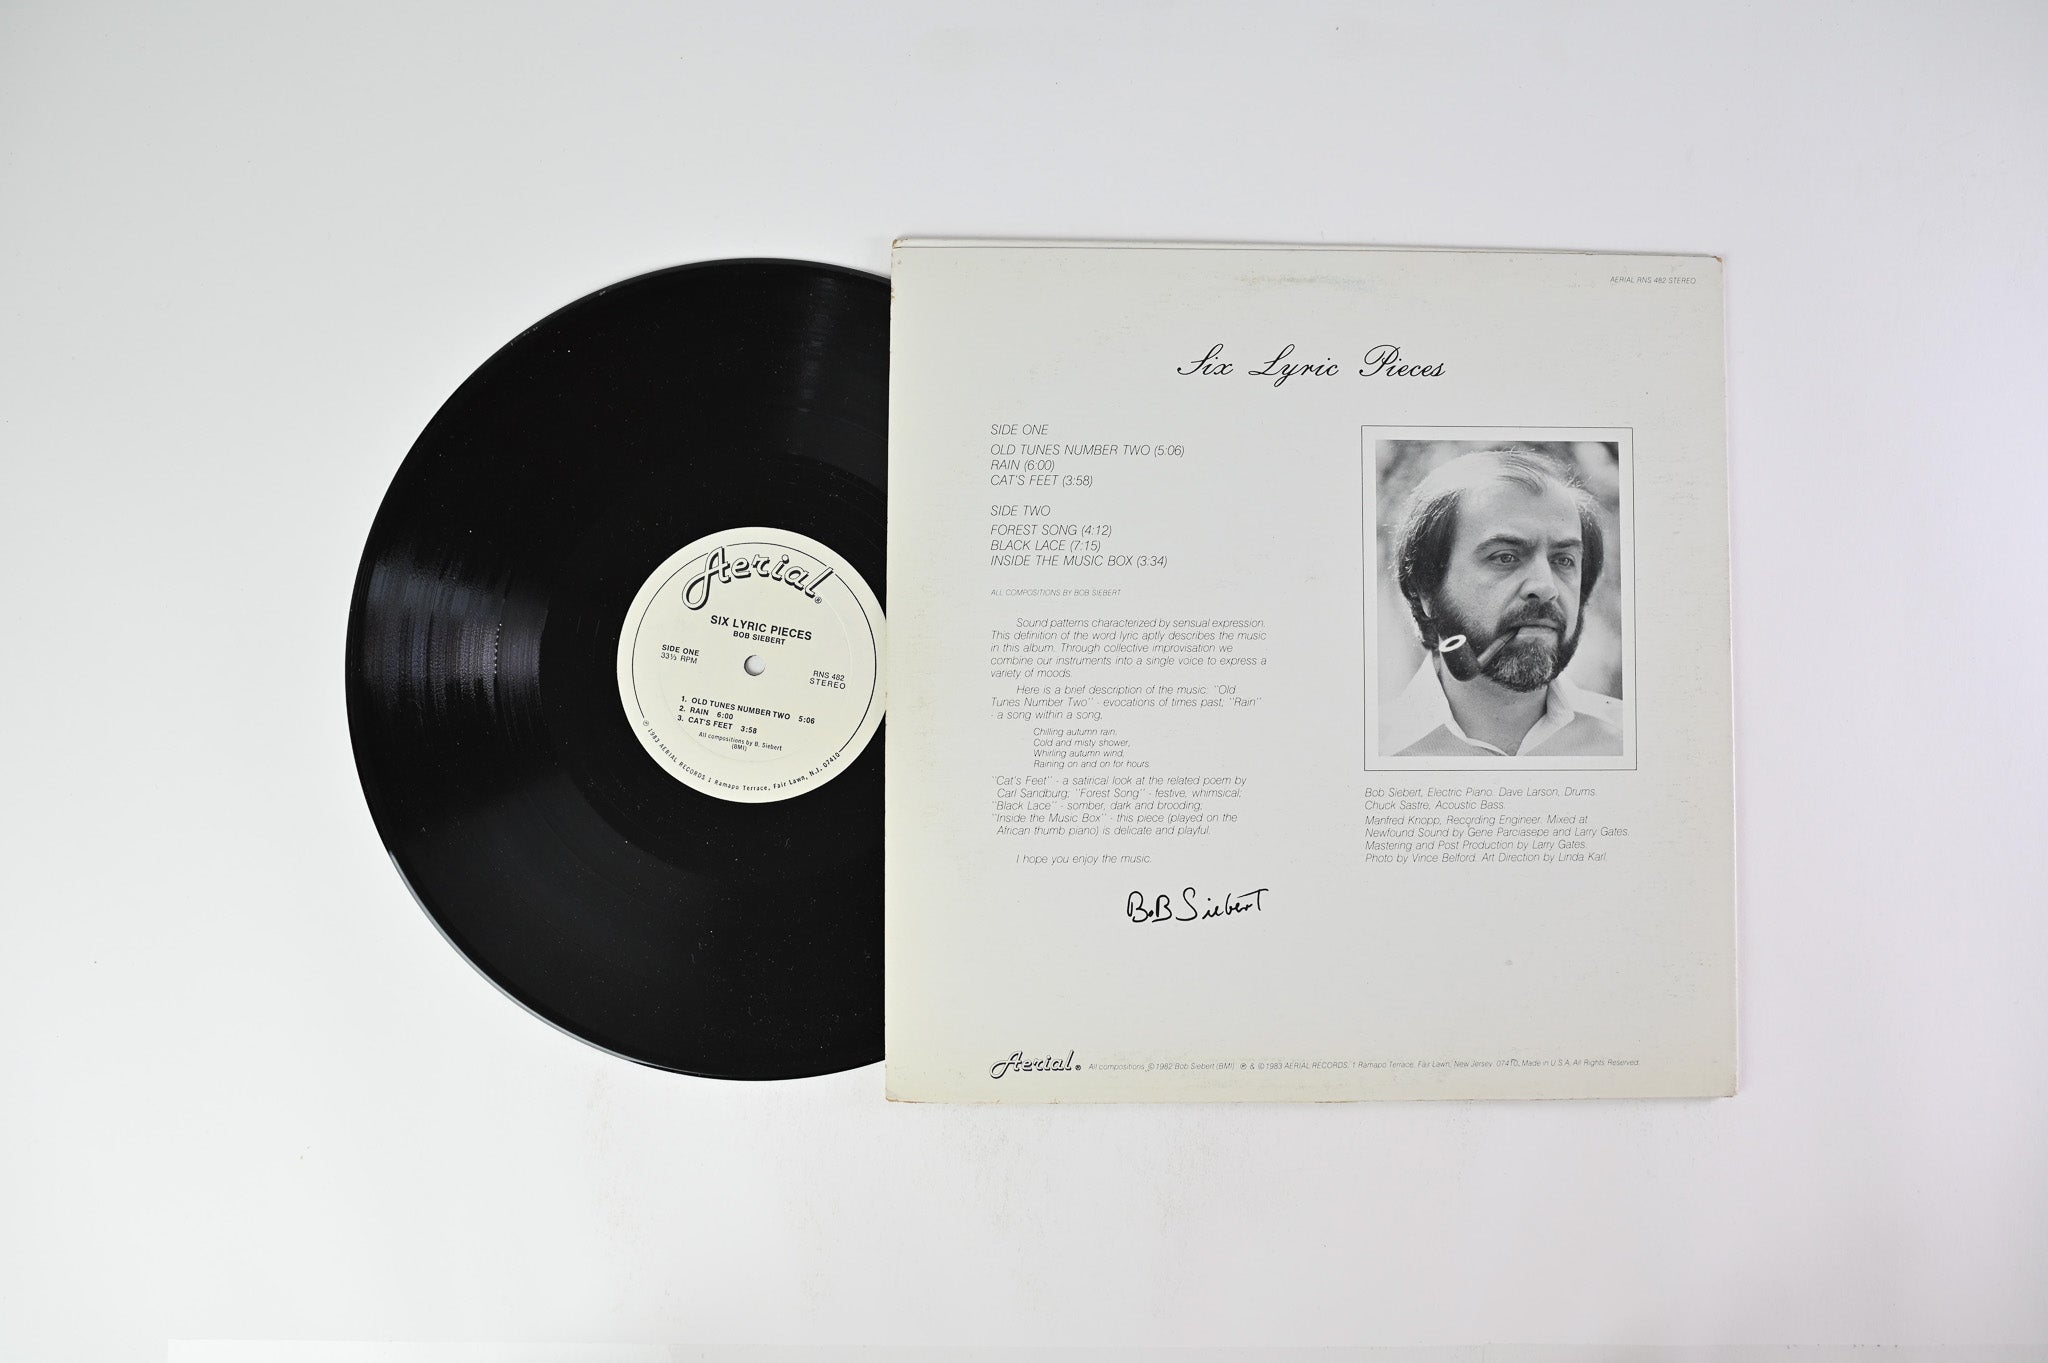 Aerial®
SIX LYRIC PIECES
BOB SIEBERT
SIDE ONE
33⅓ RPM
RNS 482
STEREO
1. OLD TUNES NUMBER TWO 5:06
2. RAIN 6:00
3. CAT'S FEET 3:58
All compositions by B. Siebert
(BMI)
℗ 1983 AERIAL RECORDS 1 Ramapo Terrace, Fair Lawn, N.J. 07410
AERIAL RNS 482 STEREO
Six Lyric Pieces
SIDE ONE
OLD TUNES NUMBER TWO (5:06)
RAIN (6:00)
CAT'S FEET (3:58)
SIDE TWO
FOREST SONG (4:12)
BLACK LACE (7:15)
INSIDE THE MUSIC BOX (3:34)
ALL COMPOSITIONS BY BOB SIEBERT
Sound patterns characterized by sensual expression.
This definition of the word lyric aptly describes the music
in this album. Through collective improvisation we
combine our instruments into a single voice to express a
variety of moods.
Here is a brief description of the music: "Old
Tunes Number Two" - evocations of times past; "Rain"
- a song within a song,
Chilling autumn rain,
Cold and misty shower,
Whirling autumn wind,
Raining on and on for hours.
"Cat's Feet" - a satirical look at the related poem by
Carl Sandburg, "Forest Song" - festive, whimsical;
"Black Lace" - somber, dark and brooding;
"Inside the Music Box" - this piece (played on the
African thumb piano) is delicate and playful.
I hope you enjoy the music.
BoB SieberT
Bob Siebert, Electric Piano. Dave Larson, Drums.
Chuck Sastre, Acoustic Bass.
Manfred Knopp, Recording Engineer. Mixed at
Newfound Sound by Gene Parciasepe and Larry Gates.
Mastering and Post Production by Larry Gates.
Photo by Vince Belford. Art Direction by Linda Karl.
Aerial® All compositions © 1982 Bob Siebert (BMI) ℗ & © 1983 AERIAL RECORDS, 1 Ramapo Terrace, Fair Lawn, New Jersey. 07410. Made in U.S.A. All Rights Reserved.